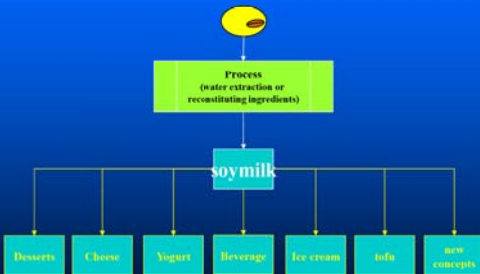 Process
(water extraction or
reconstituting ingredients)
soymilk
Desserts
Cheese
Yogurt
Beverage
Ice cream
tofu
new
concepts